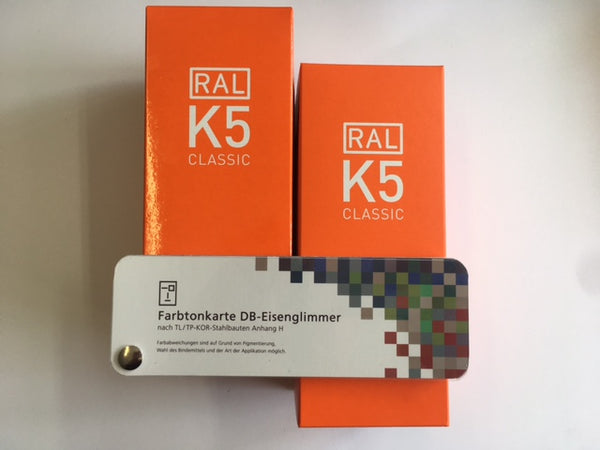 RAL
K5
CLASSIC
RAL
K5
CLASSIC
Farbtonkarte DB-Eisenglimmer
nach TL/TP-KOR-Stahlbauten Anhang H
Farbabweichungen sind auf Grund von Pigmentierung,
Wahl des Bindemittels und der Art der Applikation möglich.